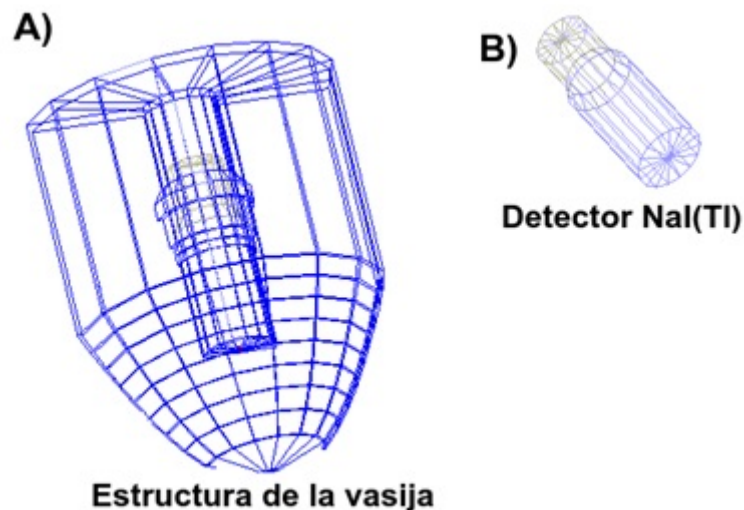 A)
B)
Detector NaI(Tl)
Estructura de la vasija